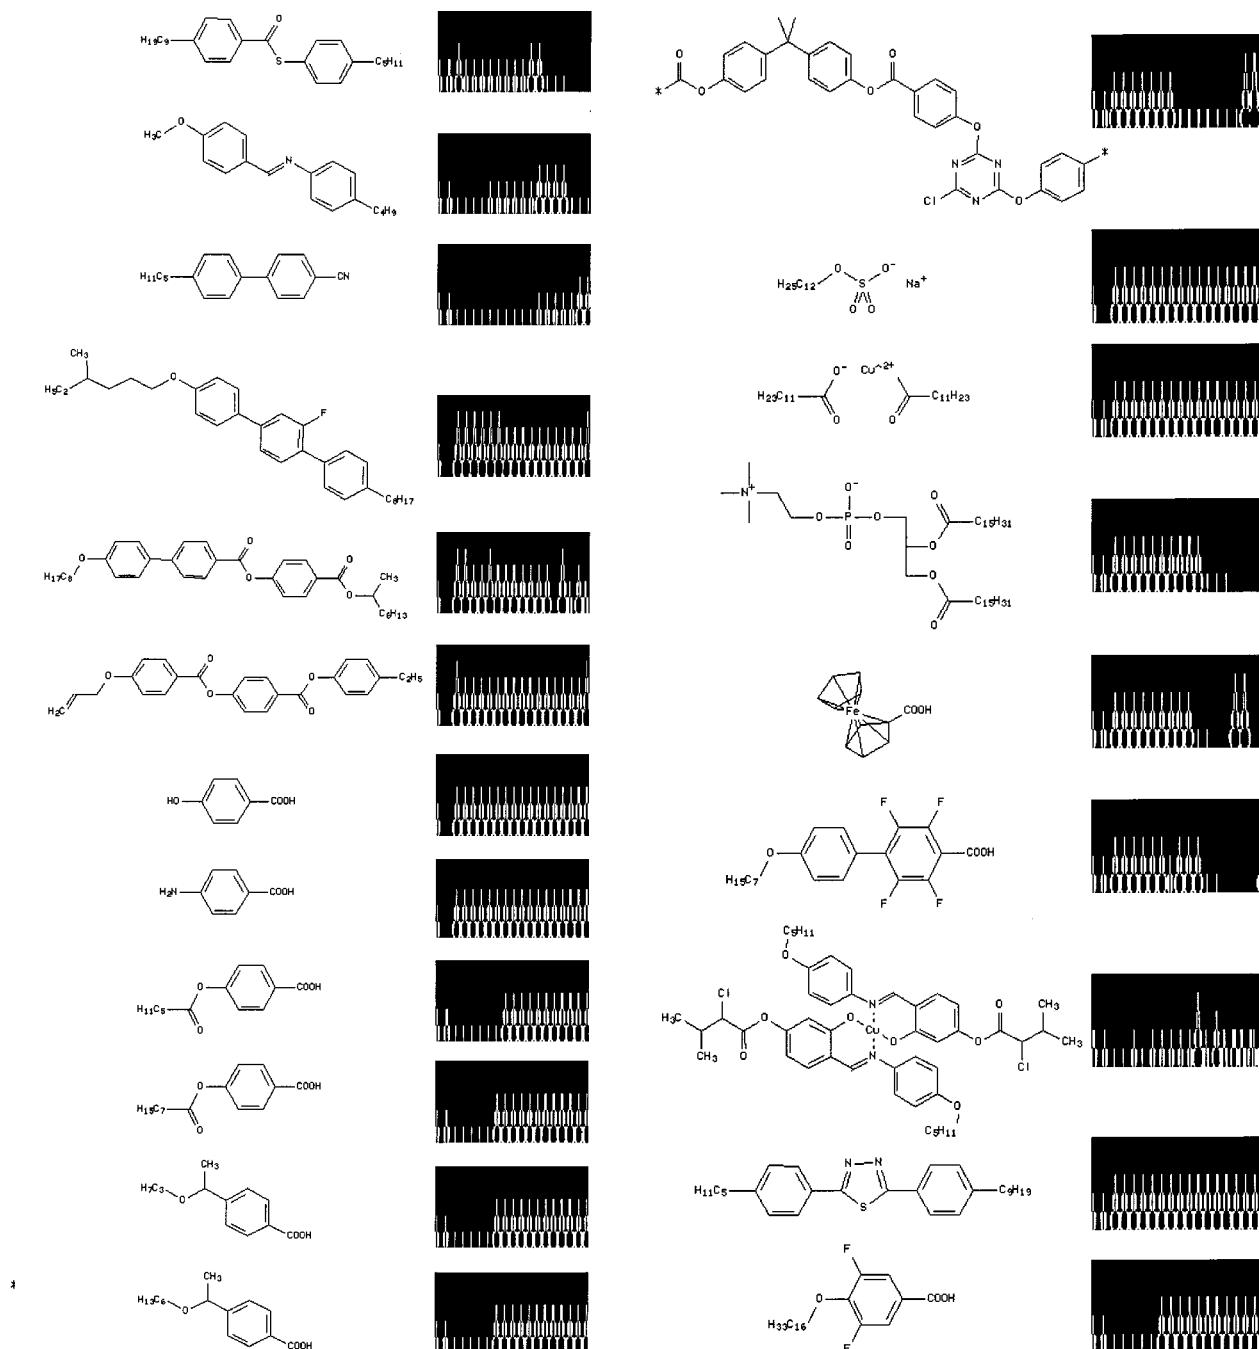 O
H19C9
S
C5H11
H3C
O
N
C4H9
H11C5
CN
CH3
H5C2
O
F
C8H17
O
H17C8
O
O
O
CH3
O
C6H13
O
O
O
H2C
O
O
C2H5
HO
COOH
H2N
COOH
O
COOH
H11C5
O
O
COOH
H15C7
O
CH3
H7C3
O
COOH
*
CH3
H13C6
O
COOH
O
*
O
O
O
O
N
N
*
Cl
N
O
O
O-
H25C12
S
Na+
O
O
O-
Cu^2+
H23C11
C11H23
O
O
N+
O-
O
O
P
O
C15H31
O
O
O
C15H31
O
Fe
COOH
F
F
O
COOH
H15C7
F
F
C5H11
O
Cl
N
O
CH3
H3C
O
O
Cu
O
CH3
CH3
O
N
O
Cl
O
C5H11
N
N
H11C5
S
C9H19
F
O
COOH
H33C16
F